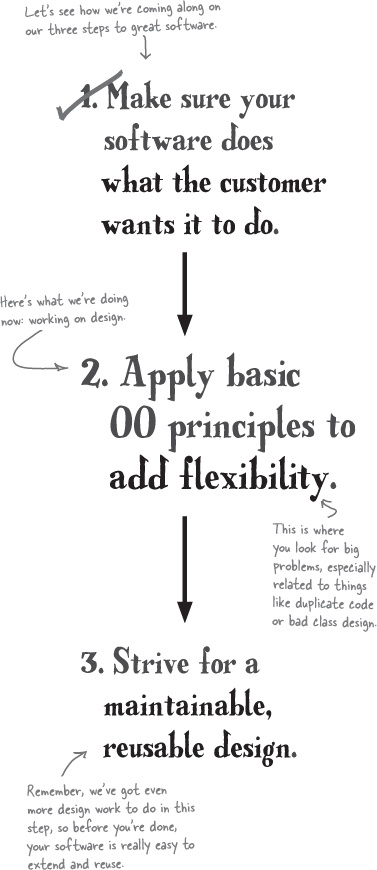 Let's see how we're coming along on
our three steps to great software.
1. Make sure your
software does
what the customer
wants it to do.
Here's what we're doing
now: working on design.
2. Apply basic
OO principles to
add flexibility.
This is where
you look for big
problems, especially
related to things
like duplicate code
or bad class design.
3. Strive for a
maintainable,
reusable design.
Remember, we've got even
more design work to do in this
step, so before you're done,
your software is really easy to
extend and reuse.